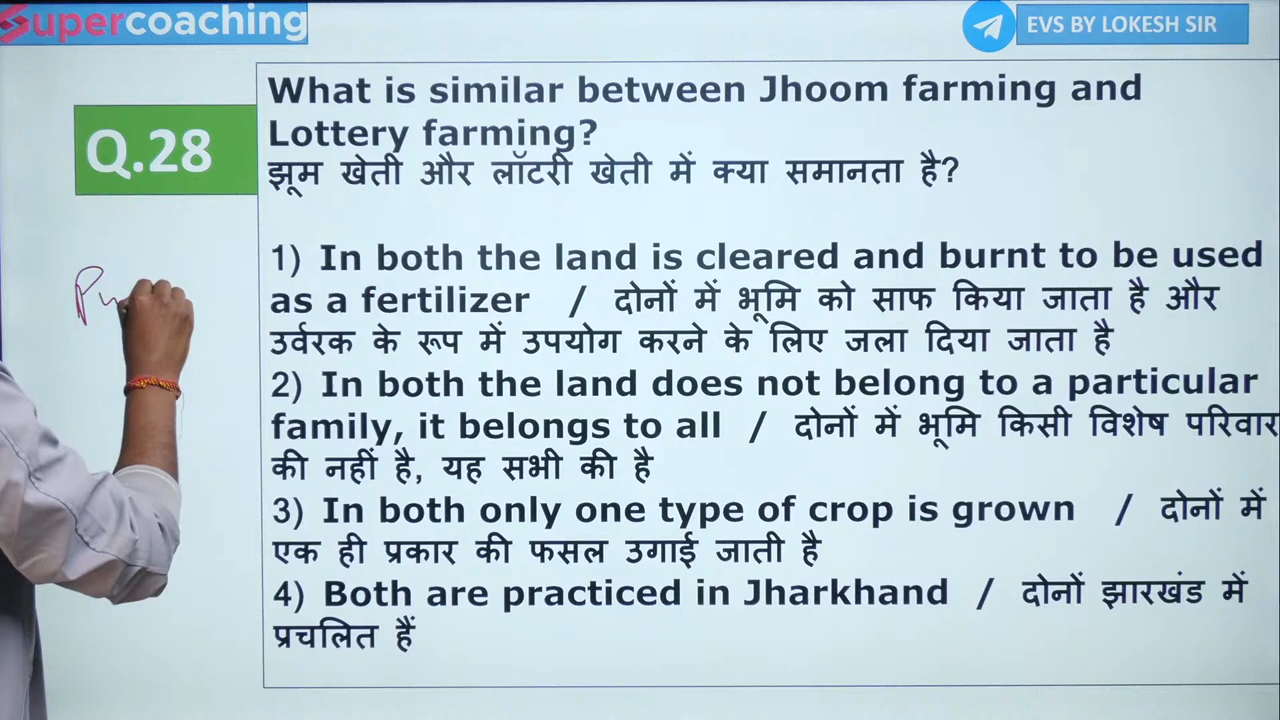 Supercoaching
EVS BY LOKESH SIR
Q.28
What is similar between Jhoom farming and
Lottery farming?
झूम खेती और लॉटरी खेती में क्या समानता है?
1) In both the land is cleared and burnt to be used
as a fertilizer / दोनों में भूमि को साफ किया जाता है और
उर्वरक के रूप में उपयोग करने के लिए जला दिया जाता है
2) In both the land does not belong to a particular
family, it belongs to all / दोनों में भूमि किसी विशेष परिवार
की नहीं है, यह सभी की है
3) In both only one type of crop is grown / दोनों में
एक ही प्रकार की फसल उगाई जाती है
4) Both are practiced in Jharkhand / दोनों झारखंड में
प्रचलित हैं